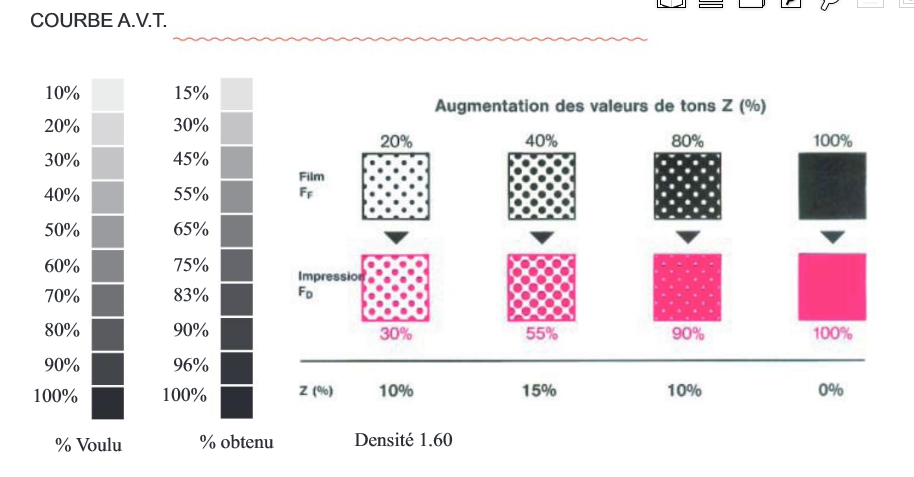 COURBE A.V.T.
Augmentation des valeurs de tons Z (%)
10% 15%
20% 30%
30% 45%
40% 55%
50% 65%
60% 75%
70% 83%
80% 90%
90% 96%
100% 100%
% Voulu % obtenu
20% 40% 80% 100%
Film
FF
Impression
FD
30% 55% 90% 100%
Z (%) 10% 15% 10% 0%
Densité 1.60